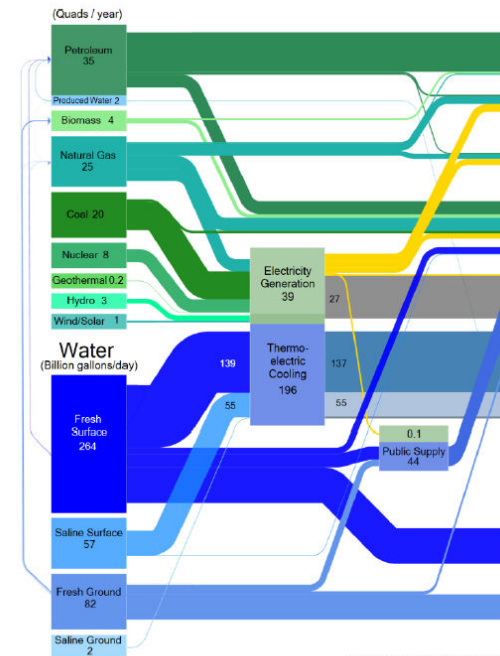 (Quads / year)
Petroleum
35
Produced Water 2
Biomass 4
Natural Gas
25
Coal 20
Nuclear 8
Geothermal 0.2
Hydro 3
Wind/Solar 1
Electricity
Generation
39
27
Water
(Billion gallons/day)
Thermo-
electric
Cooling
196
139
137
55
55
Fresh
Surface
264
0.1
Public Supply
44
Saline Surface
57
Fresh Ground
82
Saline Ground
2